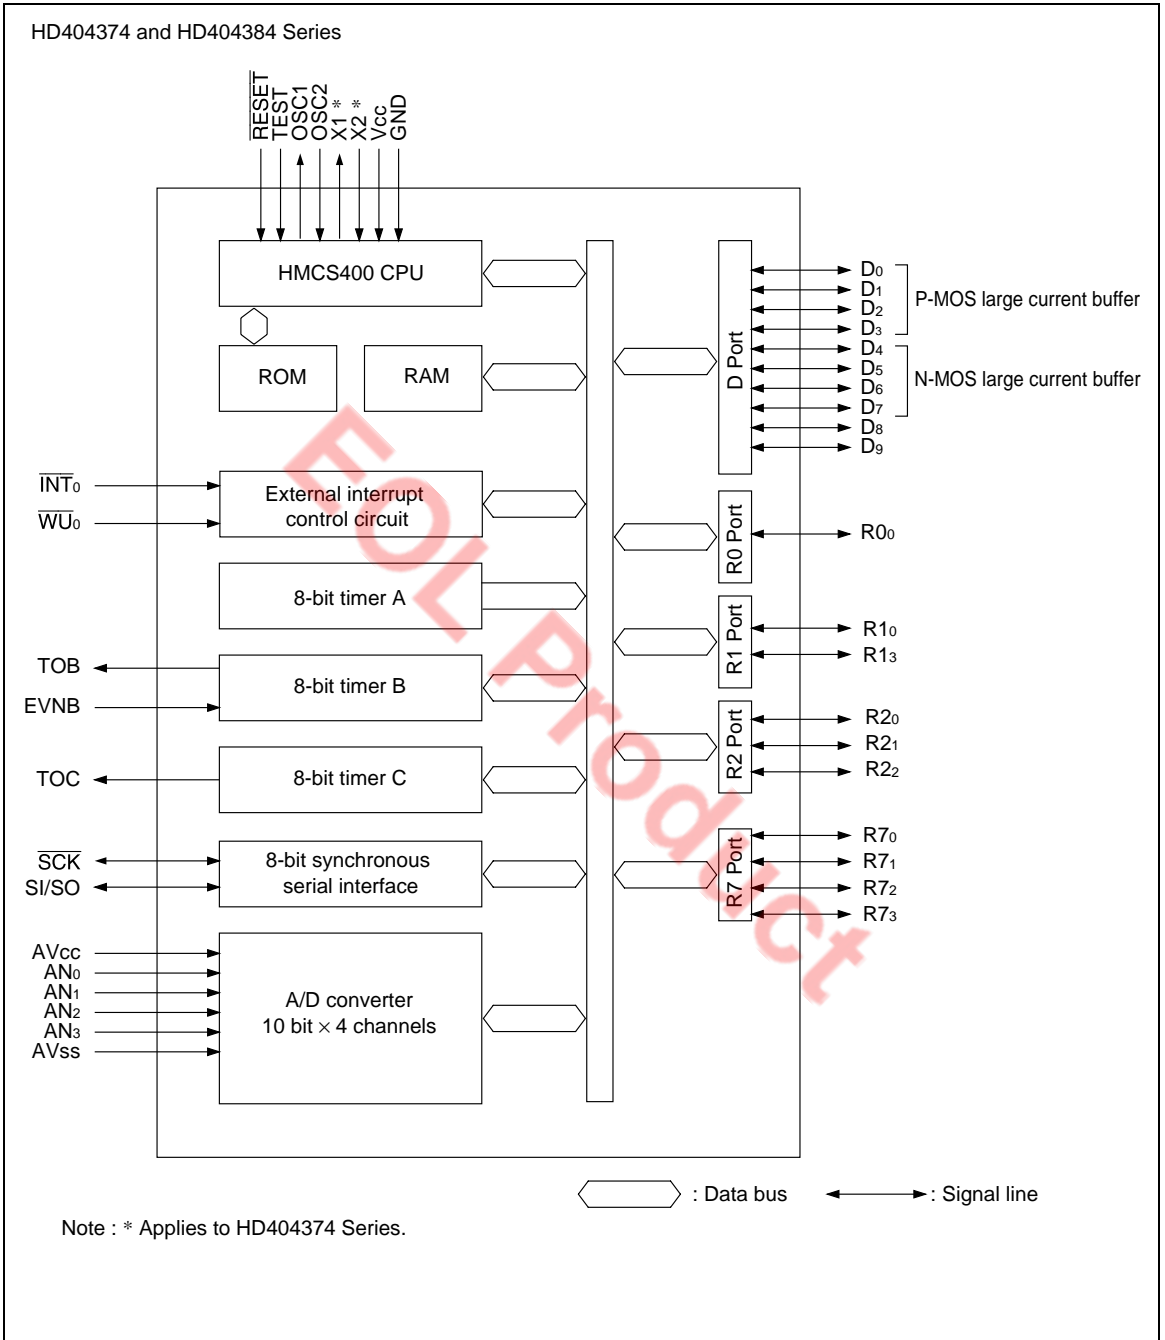 HD404374 and HD404384 Series
RESET
TEST
OSC1
OSC2
X1 *
X2 *
Vcc
GND
HMCS400 CPU
ROM
RAM
External interrupt
control circuit
8-bit timer A
8-bit timer B
8-bit timer C
8-bit synchronous
serial interface
A/D converter
10 bit × 4 channels
INT0
WU0
TOB
EVNB
TOC
SCK
SI/SO
AVcc
AN0
AN1
AN2
AN3
AVss
D Port
D0
D1
D2
D3
D4
D5
D6
D7
D8
D9
P-MOS large current buffer
N-MOS large current buffer
R0 Port
R00
R1 Port
R10
R13
R2 Port
R20
R21
R22
R7 Port
R70
R71
R72
R73
EOL Product
: Data bus
: Signal line
Note : * Applies to HD404374 Series.